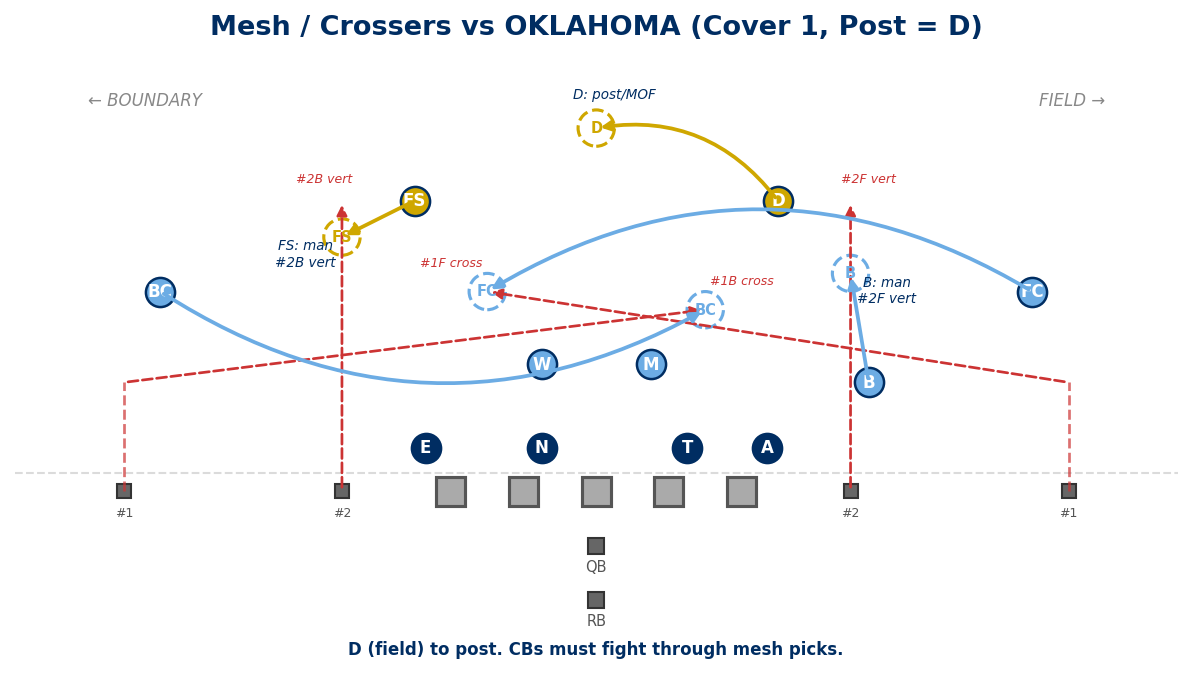 Mesh / Crossers vs OKLAHOMA (Cover 1, Post = D)
← BOUNDARY
D: post/MOF
FIELD →
D
#2B vert
#2F vert
FS
D
FS
FS: man
#2B vert
#1F cross
#1B cross
B
B: man
#2F vert
BC
FC
FC
BC
W
M
B
E
N
T
A
#1
#2
#2
#1
QB
RB
D (field) to post. CBs must fight through mesh picks.